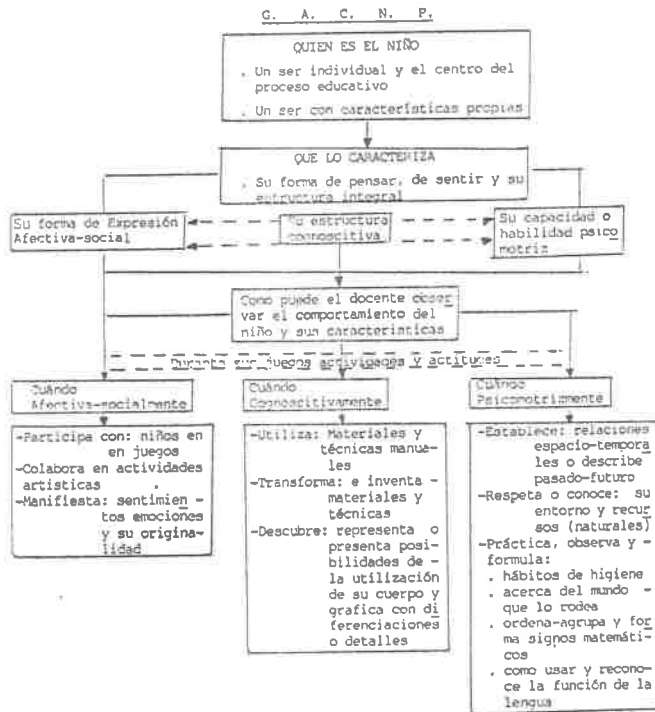 G. A. C. N. P.
QUIEN ES EL NIÑO
. Un ser individual y el centro del
proceso educativo
. Un ser con características propias
QUE LO CARACTERIZA
. Su forma de pensar, de sentir y su
estructura integral
Su forma de Expresión
Afectiva-social
Su estructura
cognoscitiva.
Su capacidad o
habilidad psico
motriz
Como puede el docente obser
var el comportamiento del
niño y sus características
Durante sus juegos actividades y actitudes
Cuándo
Afectiva-socialmente
-Participa con: niños en
en juegos
-Colabora en actividades
artisticas
-Manifiesta: sentimien -
tos emociones
y su origina-
lidad
Cuándo
Cognoscitivamente
-Utiliza: Materiales y
técnicas manua-
les
-Transforma: e inventa -
materiales y
técnicas
-Descubre: representa o
presenta posi-
bilidades de -
la utilización
de su cuerpo y
grafica con di
ferenciaciones
o detalles
Cuándo
Psicomotrizmente
-Establece: relaciones
espacio-tempora
les o describe
pasado-futuro
-Respeta o conoce: su
entorno y recur
sos (naturales)
-Práctica, observa y -
formula:
. hábitos de higiene
. acerca del mundo -
que lo rodea
. ordena-agrupa y for
ma signos matemáti-
cos
. como usar y recono-
ce la función de la
lengua